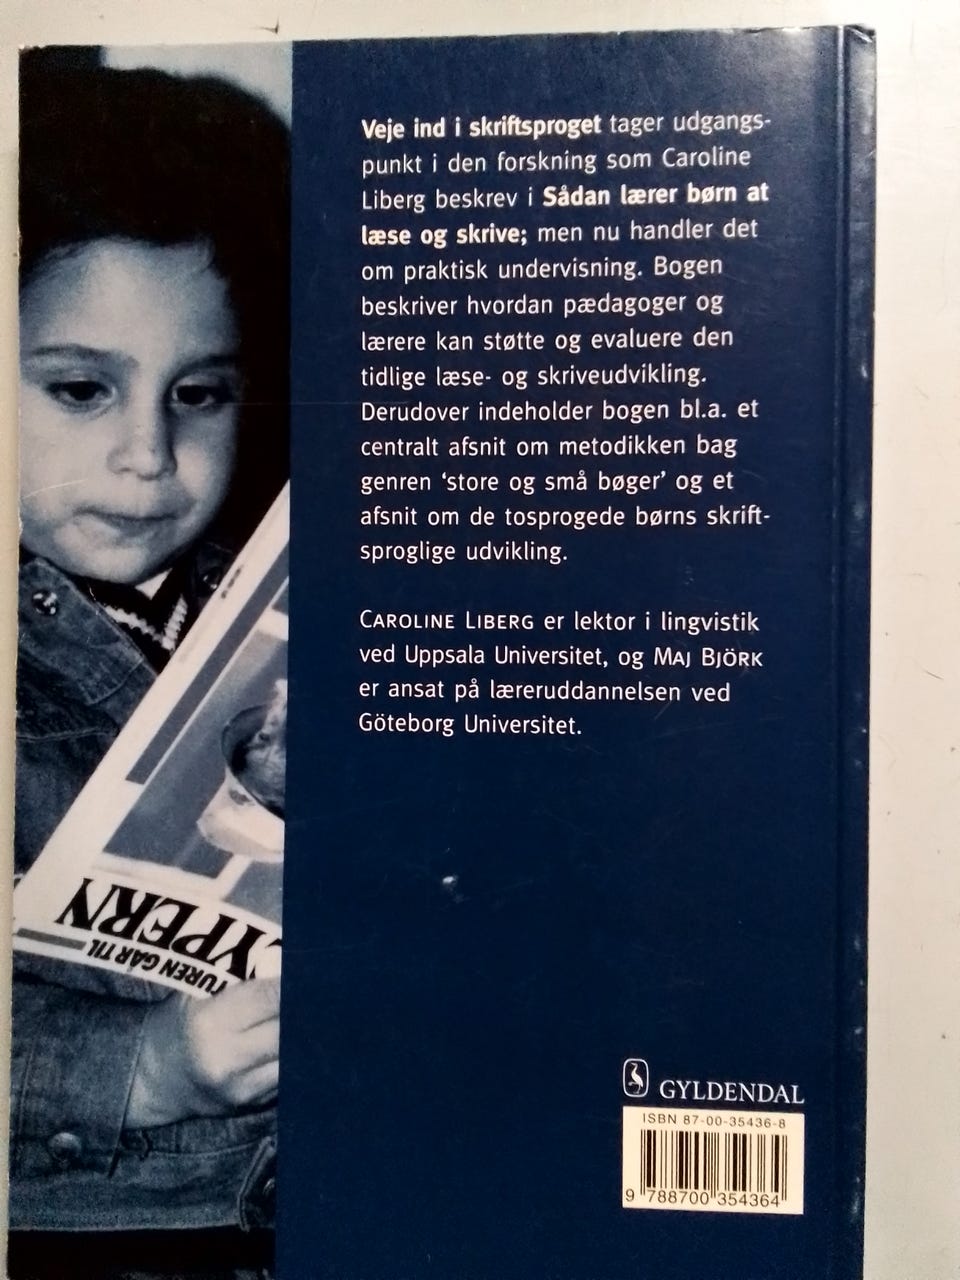 Veje ind i skriftsproget tager udgangs-
punkt i den forskning som Caroline
Liberg beskrev i Sådan lærer børn at
læse og skrive; men nu handler det
om praktisk undervisning. Bogen
beskriver hvordan pædagoger og
lærere kan støtte og evaluere den
tidlige læse- og skriveudvikling.
Derudover indeholder bogen bl.a. et
centralt afsnit om metodikken bag
genren ‘store og små bøger’ og et
afsnit om de tosprogede børns skrift-
sproglige udvikling.
CAROLINE LIBERG er lektor i lingvistik
ved Uppsala Universitet, og MAJ BJÖRK
er ansat på læreruddannelsen ved
Göteborg Universitet.
TUREN GÅR TIL
CYPERN
GYLDENDAL
ISBN 87-00-35436-8
9 788700 354364